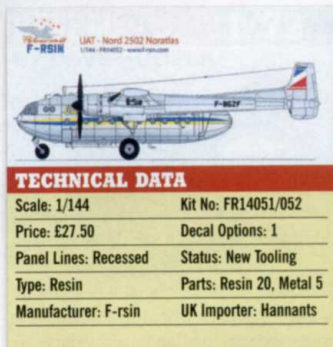 F-RSIN
UAT - Nord 2502 Noratlas
1/144 - FR14052 - www.f-rsin.com
F-BGZF
TECHNICAL DATA
Scale: 1/144
Kit No: FR14051/052
Price: £27.50
Decal Options: 1
Panel Lines: Recessed
Status: New Tooling
Type: Resin
Parts: Resin 20, Metal 5
Manufacturer: F-rsin
UK Importer: Hannants